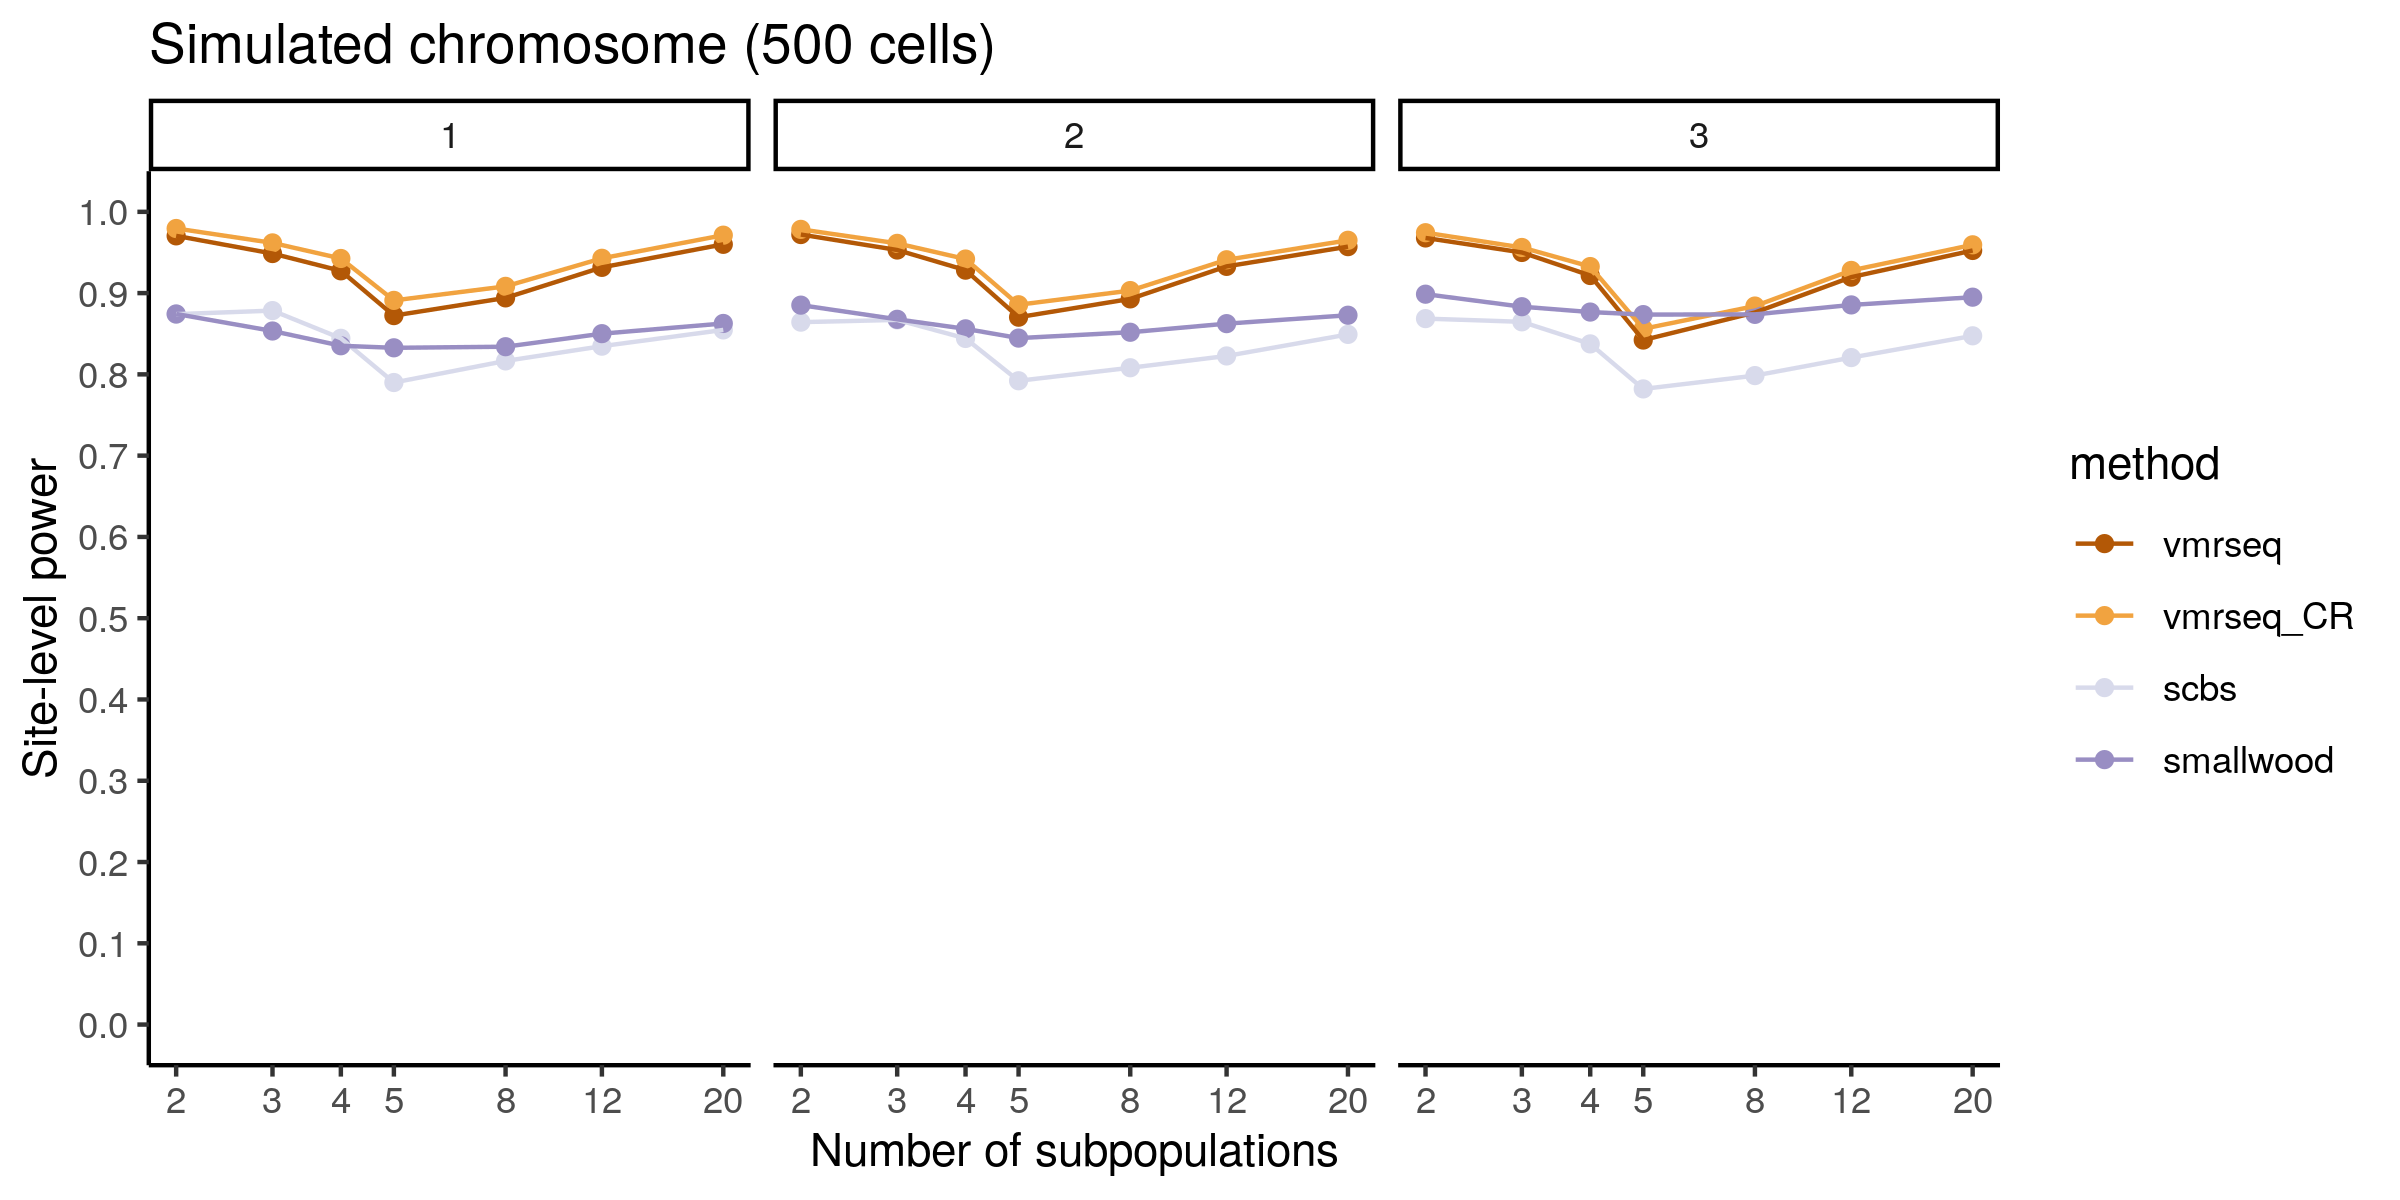 Simulated chromosome (500 cells)
1 2 3
1.0
0.9
0.8
0.7
0.6
0.5
0.4
0.3
0.2
0.1
0.0
Site-level power
2 3 4 5 8 12 20 2 3 4 5 8 12 20 2 3 4 5 8 12 20
Number of subpopulations
method
vmrseq
vmrseq_CR
scbs
smallwood